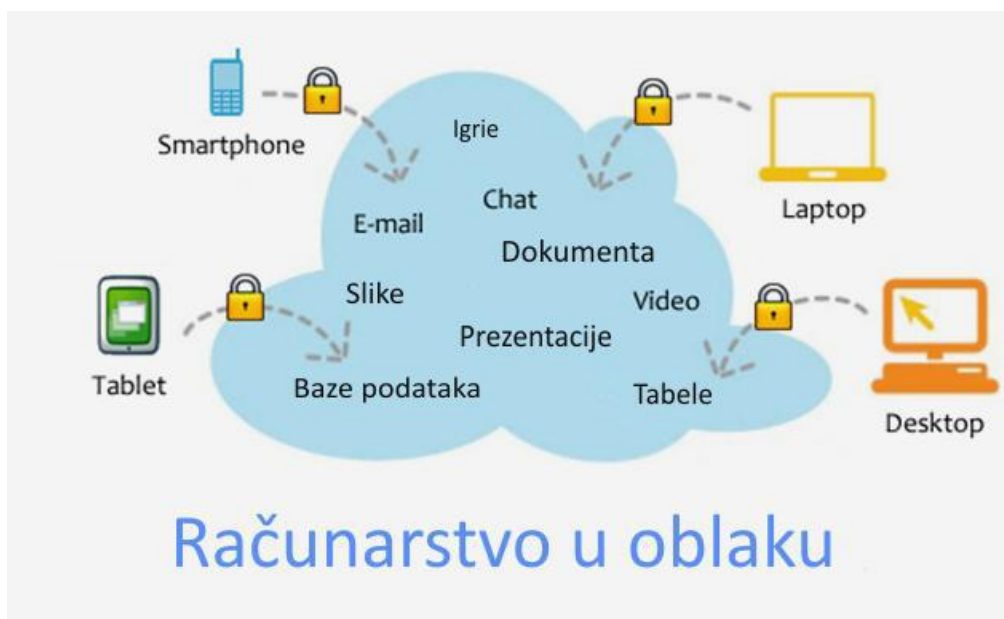 Igrie
Smartphone
Chat
Laptop
E-mail
Dokumenta
Slike
Video
Prezentacije
Tablet
Baze podataka
Tabele
Desktop
Računarstvo u oblaku